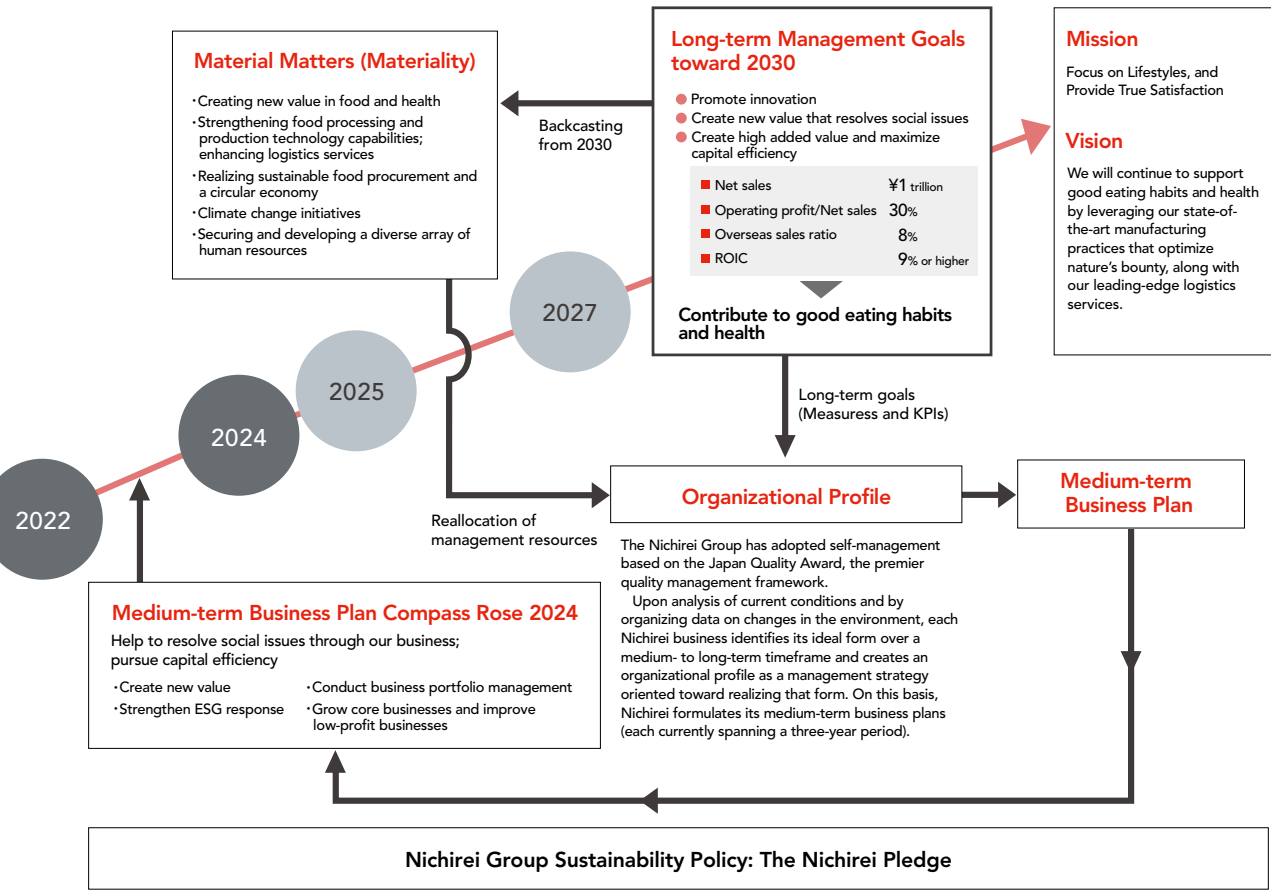 Material Matters (Materiality)
・Creating new value in food and health
・Strengthening food processing and
production technology capabilities;
enhancing logistics services
・Realizing sustainable food procurement and
a circular economy
・Climate change initiatives
・Securing and developing a diverse array of
human resources
Backcasting
from 2030
Long-term Management Goals
toward 2030
Promote innovation
Create new value that resolves social issues
Create high added value and maximize
capital efficiency
Net sales ¥1 trillion
Operating profit/Net sales 30%
Overseas sales ratio 8%
ROIC 9% or higher
Contribute to good eating habits
and health
Mission
Focus on Lifestyles, and
Provide True Satisfaction
Vision
We will continue to support
good eating habits and health
by leveraging our state-of-
the-art manufacturing
practices that optimize
nature's bounty, along with
our leading-edge logistics
services.
2022
2024
2025
2027
Long-term goals
(Measuress and KPIs)
Reallocation of
management resources
Organizational Profile
The Nichirei Group has adopted self-management
based on the Japan Quality Award, the premier
quality management framework.
Upon analysis of current conditions and by
organizing data on changes in the environment, each
Nichirei business identifies its ideal form over a
medium- to long-term timeframe and creates an
organizational profile as a management strategy
oriented toward realizing that form. On this basis,
Nichirei formulates its medium-term business plans
(each currently spanning a three-year period).
Medium-term
Business Plan
Medium-term Business Plan Compass Rose 2024
Help to resolve social issues through our business;
pursue capital efficiency
・Create new value
・Strengthen ESG response
・Conduct business portfolio management
・Grow core businesses and improve
low-profit businesses
Nichirei Group Sustainability Policy: The Nichirei Pledge